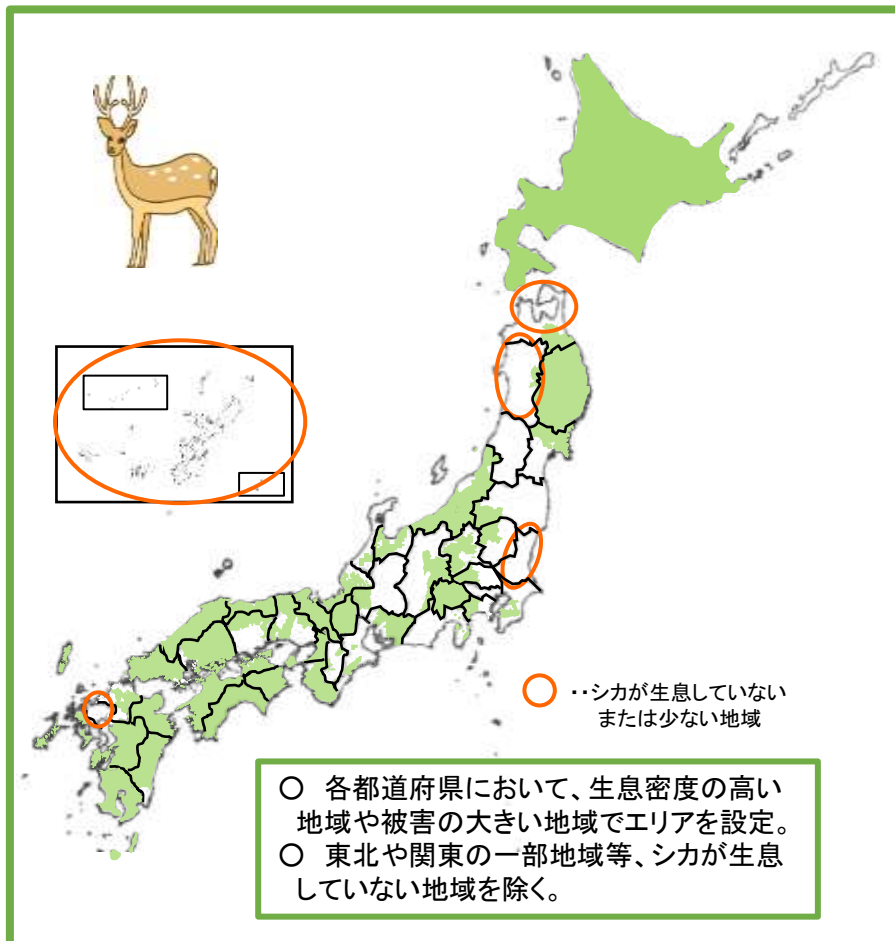 ‥シカが生息していない
または少ない地域
○　各都道府県において、生息密度の高い
地域や被害の大きい地域でエリアを設定。
○　東北や関東の一部地域等、シカが生息
していない地域を除く。